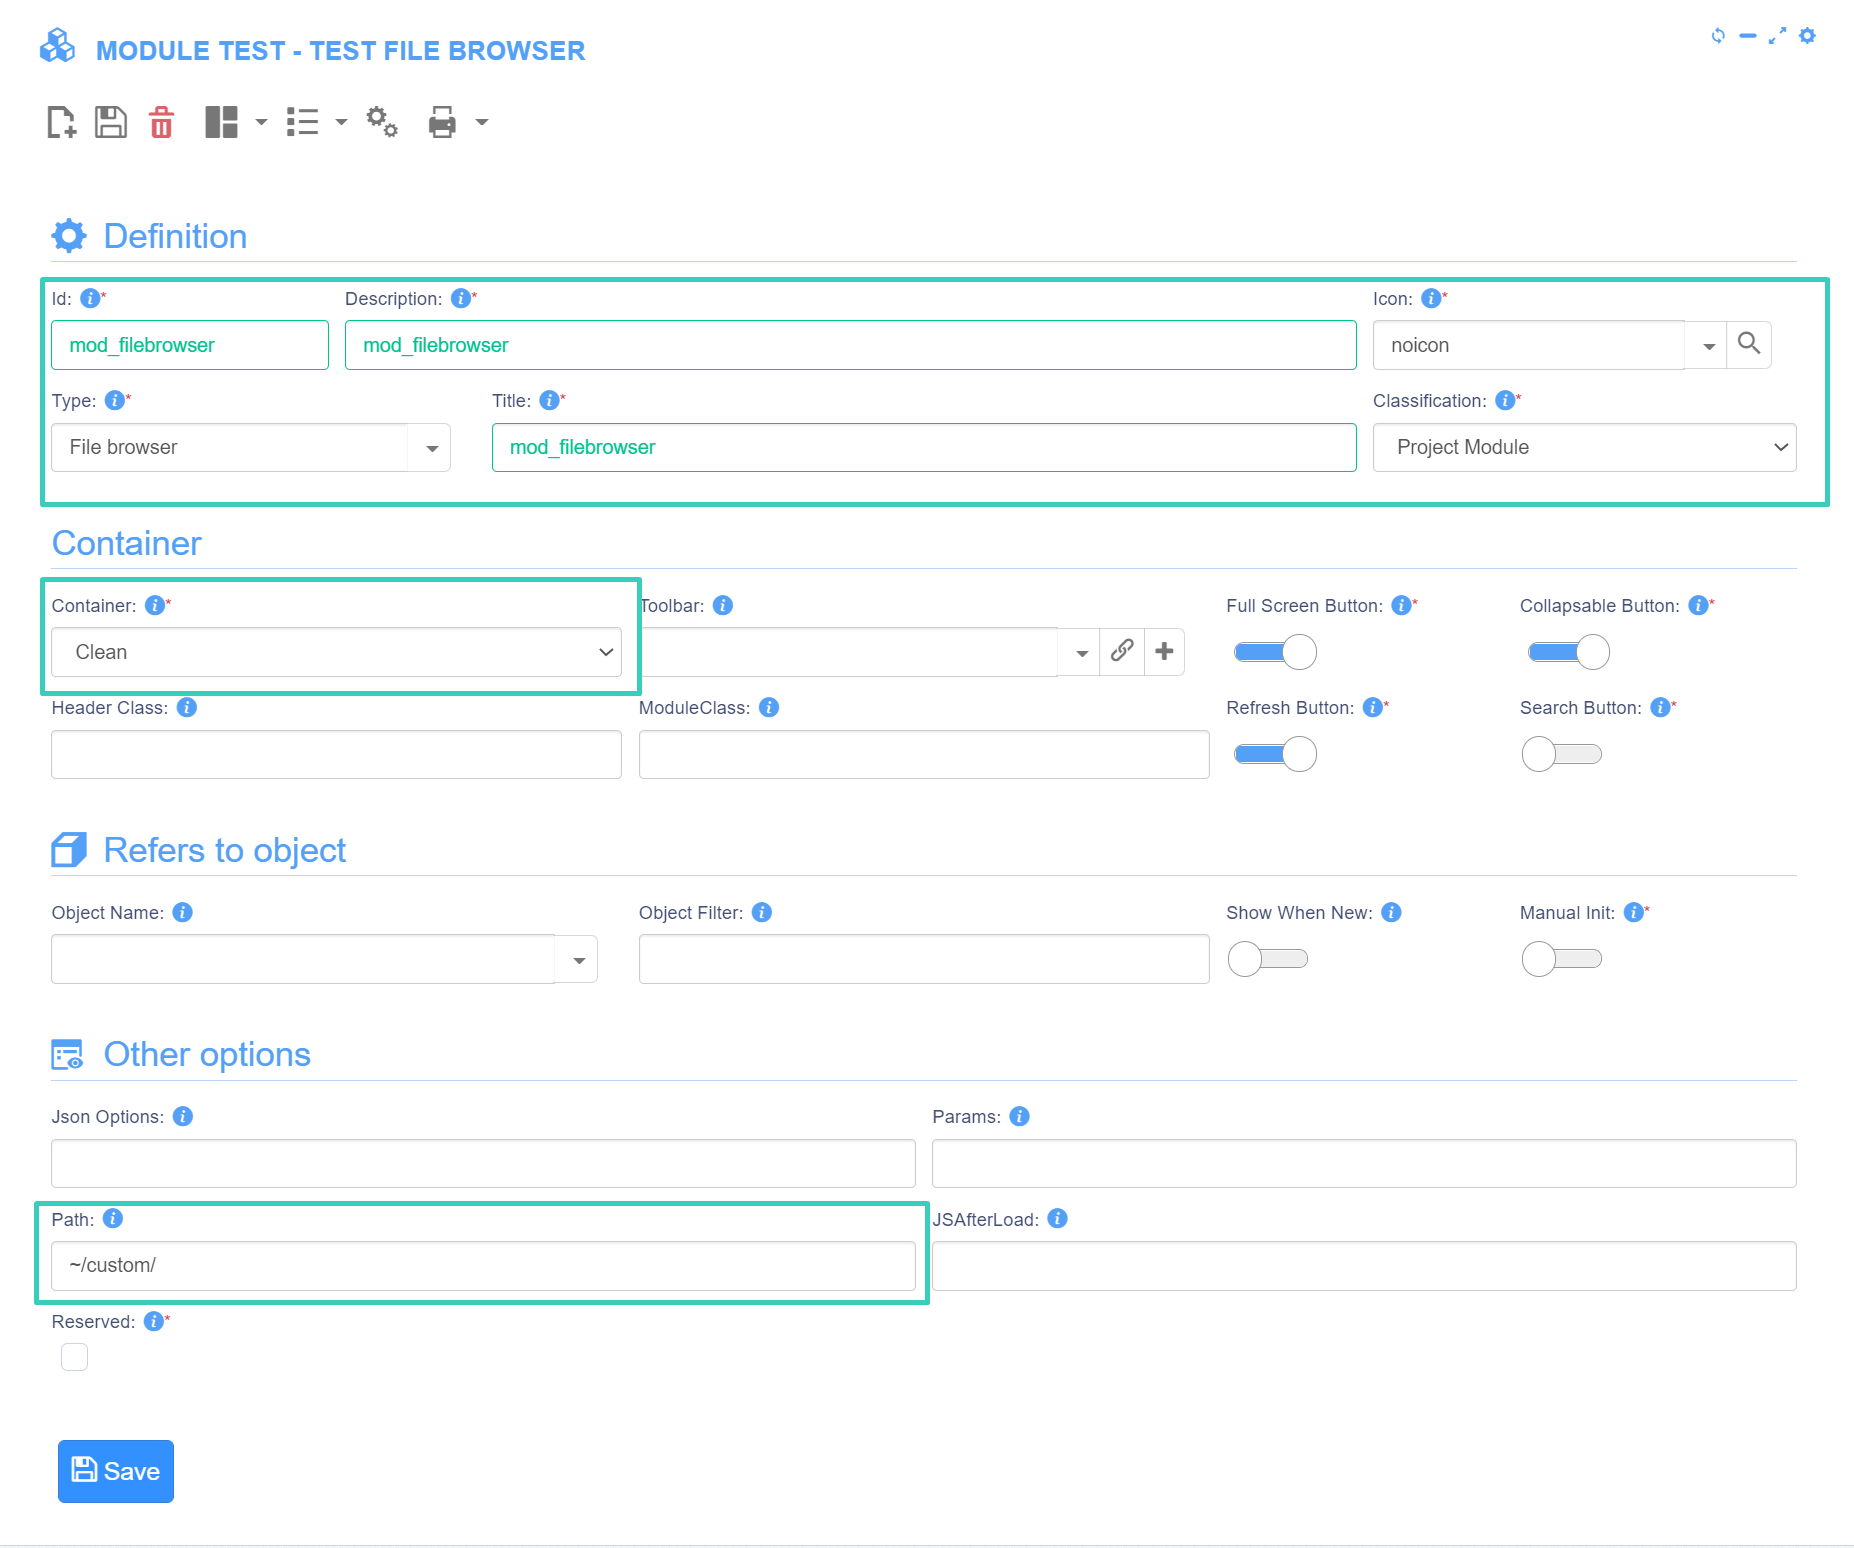 MODULE TEST - TEST FILE BROWSER
Definition
Id: *
Description: *
Icon: *
mod_filebrowser
mod_filebrowser
noicon
Type: *
Title: *
Classification: *
File browser
mod_filebrowser
Project Module
Container
Container: *
Toolbar:
Full Screen Button: *
Collapsable Button: *
Clean
Header Class:
ModuleClass:
Refresh Button: *
Search Button: *
Refers to object
Object Name:
Object Filter:
Show When New:
Manual Init: *
Other options
Json Options:
Params:
Path:
JSAfterLoad:
~/custom/
Reserved: *
Save